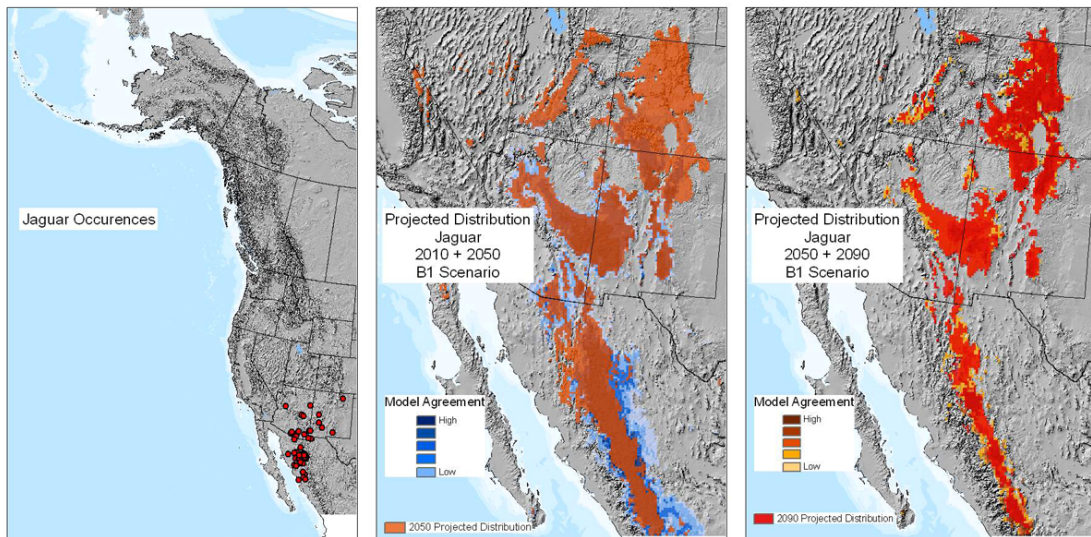 Jaguar Occurences
Projected Distribution
Jaguar
2010 + 2050
B1 Scenario
Model Agreement
High
Low
2050 Projected Distribution
Projected Distribution
Jaguar
2050 + 2090
B1 Scenario
Model Agreement
High
Low
2090 Projected Distribution